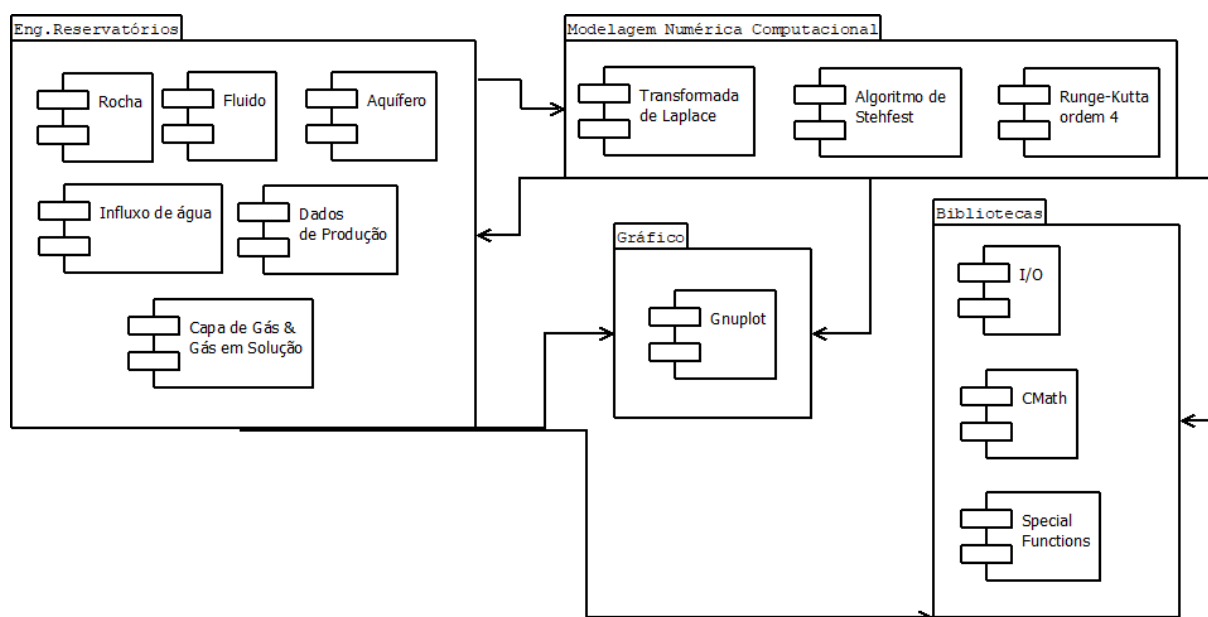 Eng.Reservatórios
Rocha
Fluido
Aquífero
Influxo de água
Dados
de Produção
Capa de Gás &
Gás em Solução
Modelagem Numérica Computacional
Transformada
de Laplace
Algoritmo de
Stehfest
Runge-Kutta
ordem 4
Gráfico
Gnuplot
Bibliotecas
I/O
CMath
Special
Functions